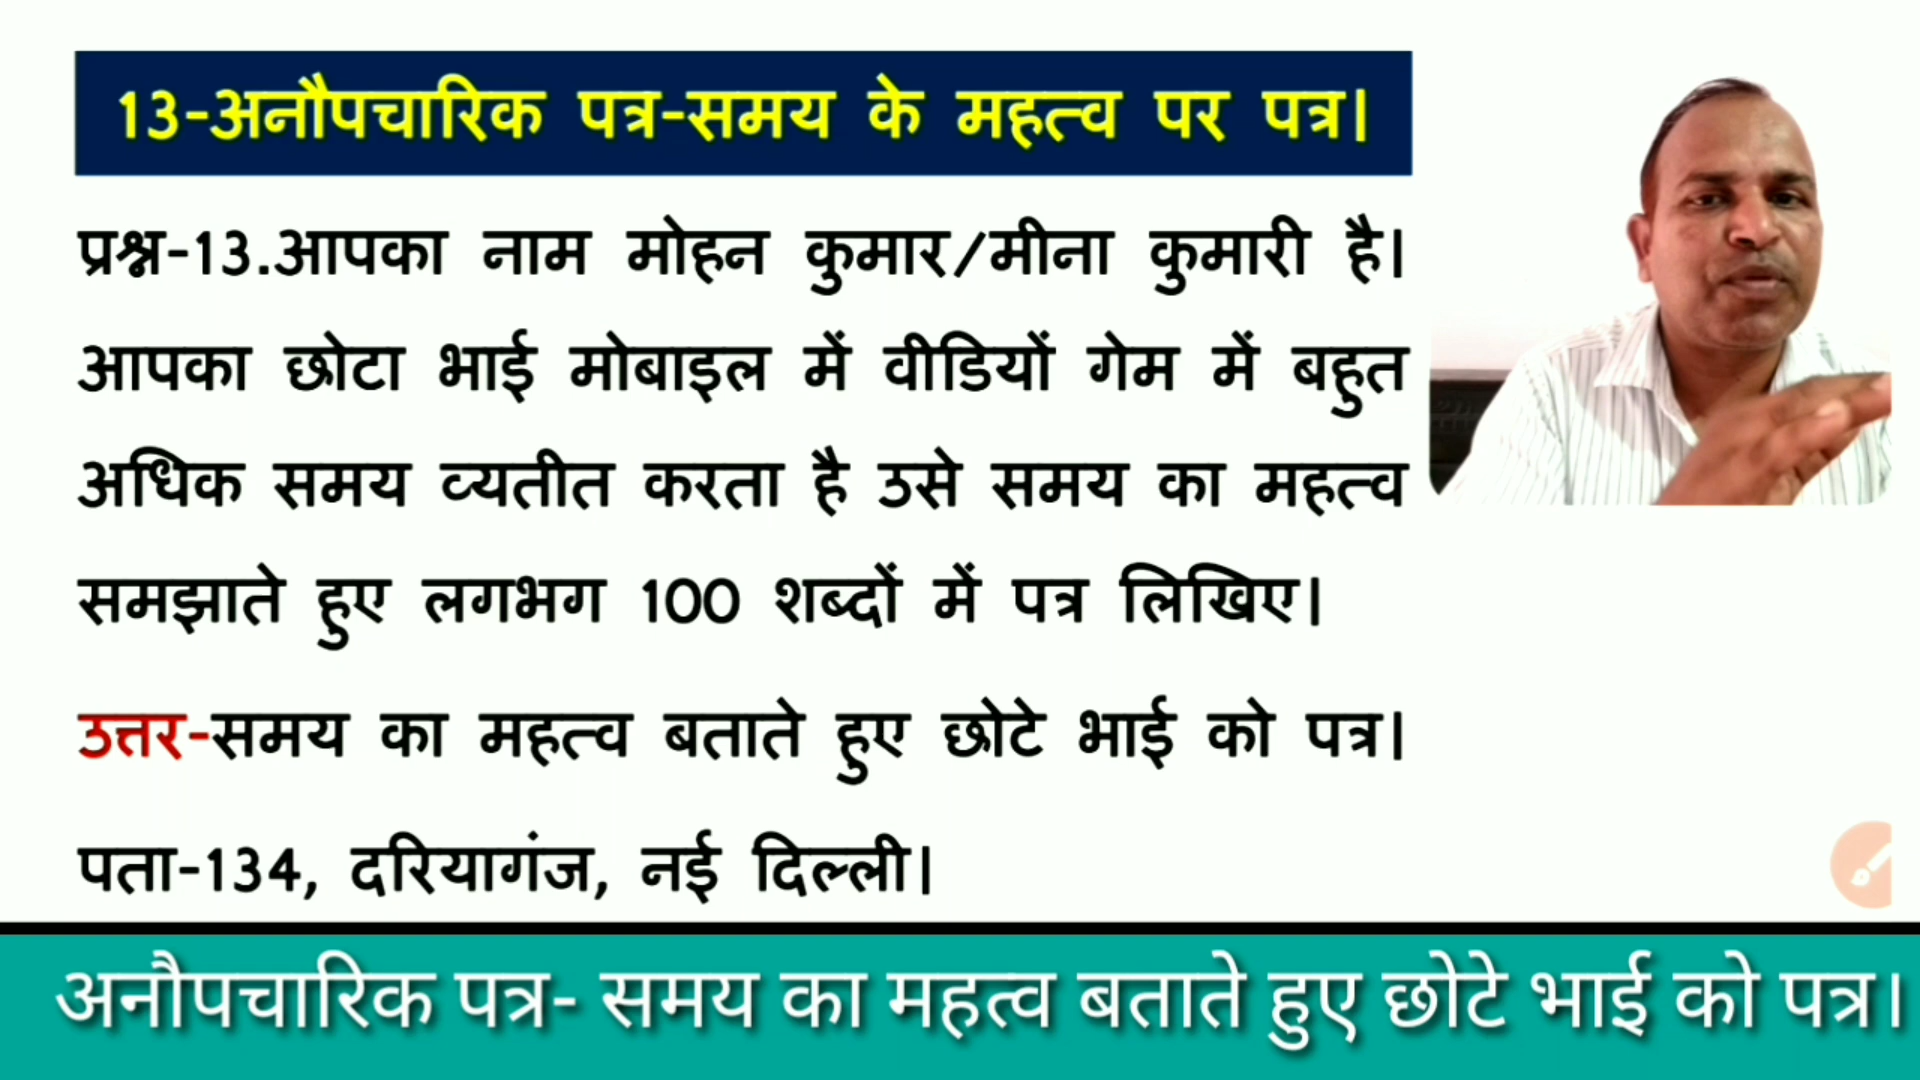 13-अनौपचारिक पत्र-समय के महत्व पर पत्र।
प्रश्न-13.आपका नाम मोहन कुमार/मीना कुमारी है।
आपका छोटा भाई मोबाइल में वीडियों गेम में बहुत
अधिक समय व्यतीत करता है उसे समय का महत्व
समझाते हुए लगभग 100 शब्दों में पत्र लिखिए।
उत्तर-समय का महत्व बताते हुए छोटे भाई को पत्र।
पता-134, दरियागंज, नई दिल्ली।
अनौपचारिक पत्र- समय का महत्व बताते हुए छोटे भाई को पत्र।